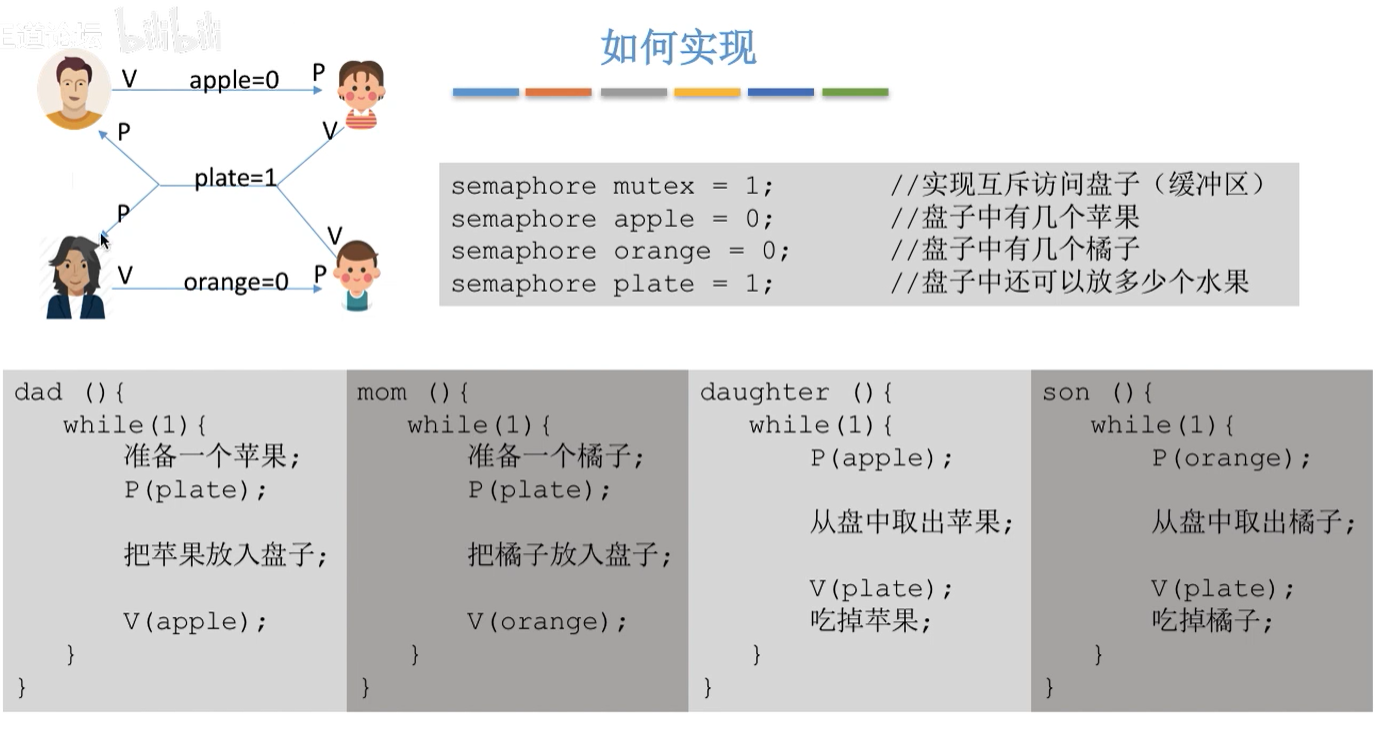 bilibili
如何实现
V apple=0 P
P V
plate=1
P V
V orange=0 P
semaphore mutex = 1; //实现互斥访问盘子（缓冲区）
semaphore apple = 0; //盘子中有几个苹果
semaphore orange = 0; //盘子中有几个橘子
semaphore plate = 1; //盘子中还可以放多少个水果
dad (){
while(1){
准备一个苹果;
P(plate);
把苹果放入盘子;
V(apple);
}
}
mom (){
while(1){
准备一个橘子;
P(plate);
把橘子放入盘子;
V(orange);
}
}
daughter (){
while(1){
P(apple);
从盘中取出苹果;
V(plate);
吃掉苹果;
}
}
son (){
while(1){
P(orange);
从盘中取出橘子;
V(plate);
吃掉橘子;
}
}